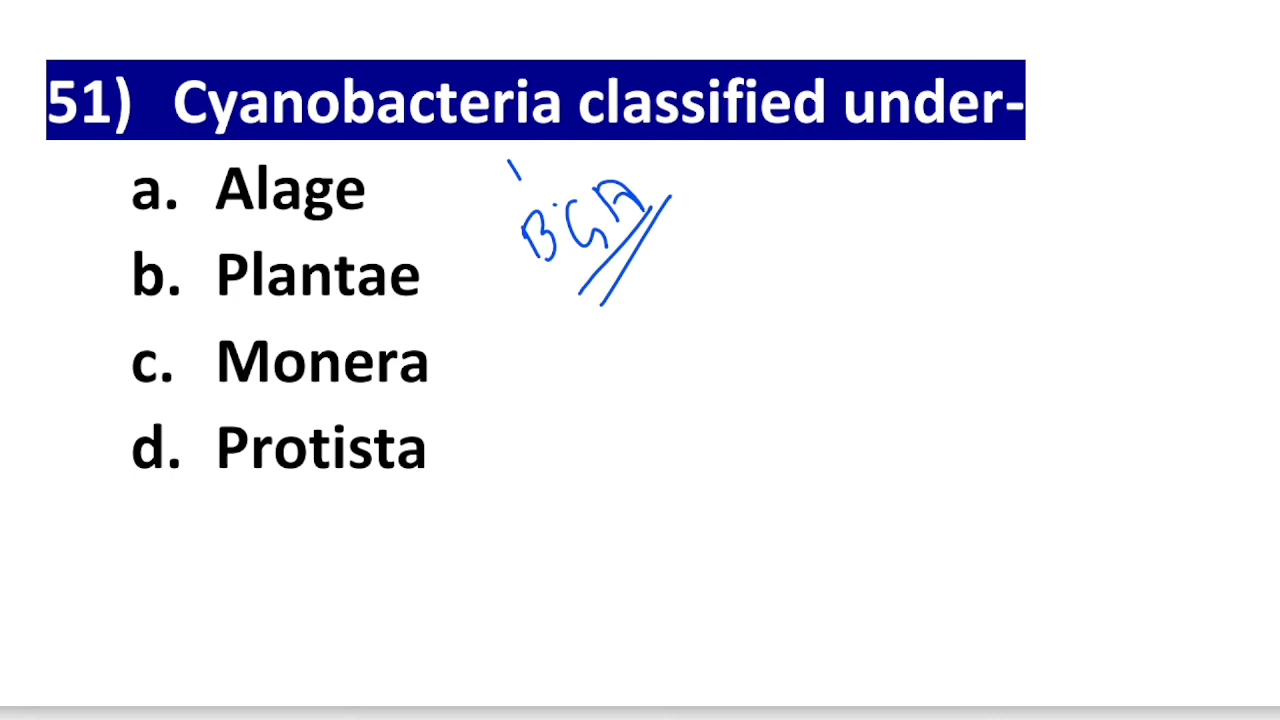 51) Cyanobacteria classified under-
a. Alage
BGA
b. Plantae
c. Monera
d. Protista